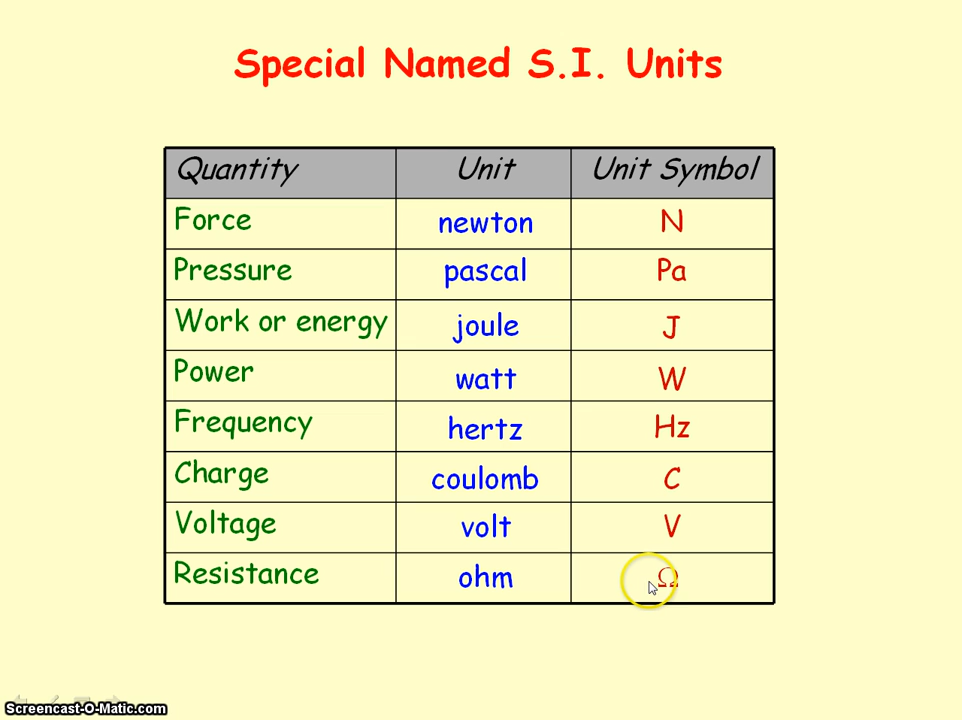 Special Named S.I. Units
Quantity Unit Unit Symbol
Force newton N
Pressure pascal Pa
Work or energy joule J
Power watt W
Frequency hertz Hz
Charge coulomb C
Voltage volt V
Resistance ohm Ω
Screencast-O-Matic.com